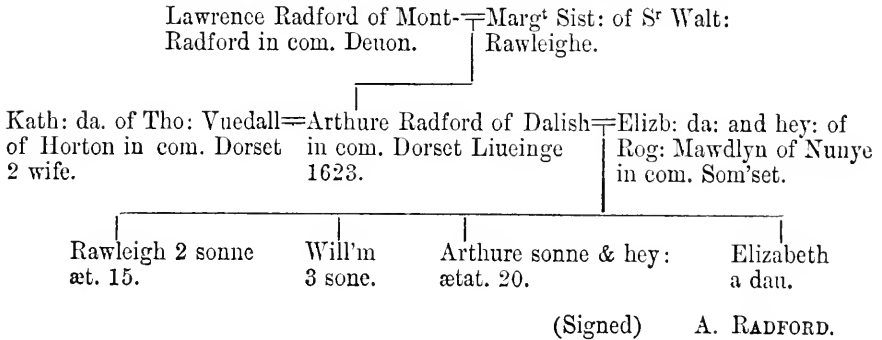 Lawrence Radford of Mont-
Radford in com. Deuon.
Margt Sist: of Sr Walt:
Rawleighe.
Kath: da. of Tho: Vuedall
of Horton in com. Dorset
2 wife.
Arthure Radford of Dalish
in com. Dorset Liueinge
1623.
Elizb: da: and hey: of
Rog: Mawdlyn of Nunye
in com. Som'set.
Rawleigh 2 sonne
æt. 15.
Will'm
3 sone.
Arthure sonne & hey:
ætat. 20.
Elizabeth
a dau.
(Signed) A. RADFORD.